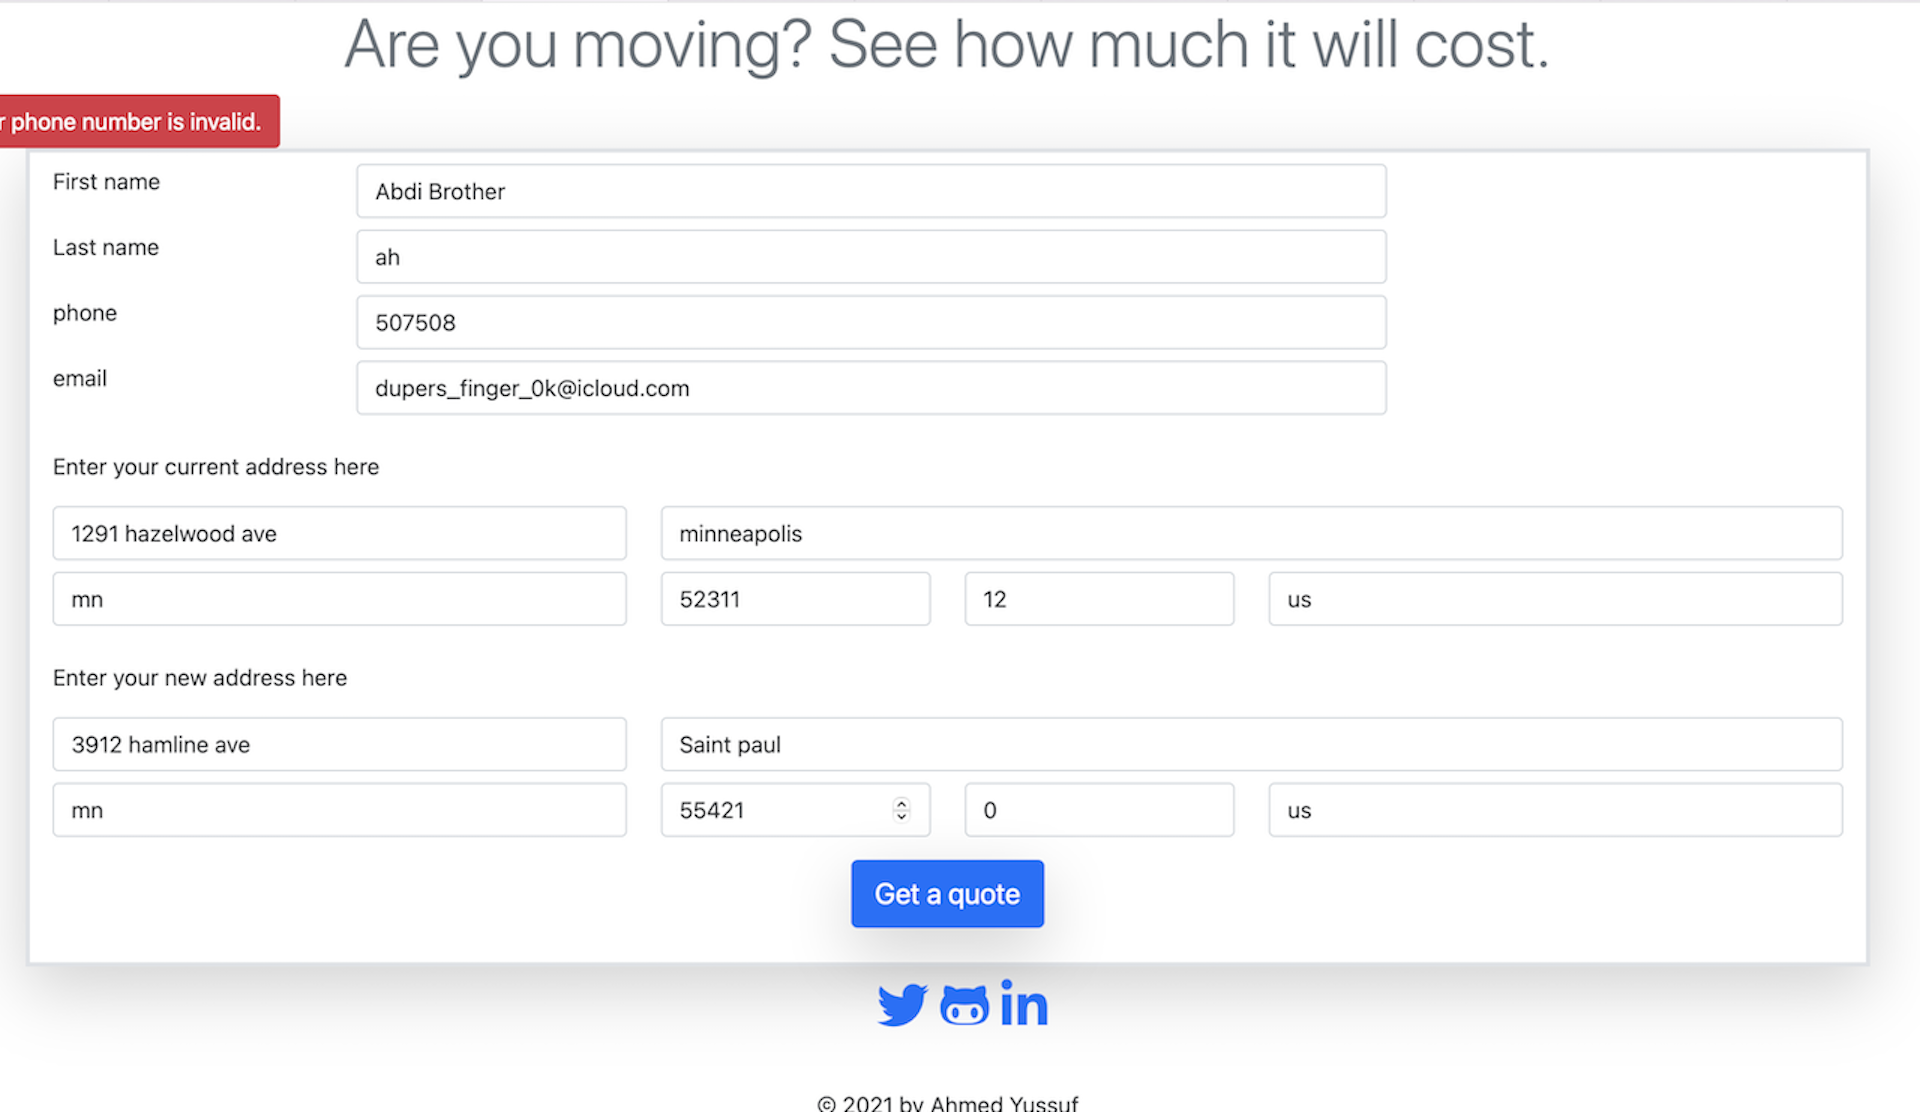 Are you moving? See how much it will cost.
r phone number is invalid.
First name
Abdi Brother
Last name
ah
phone
507508
email
dupers_finger_0k@icloud.com
Enter your current address here
1291 hazelwood ave minneapolis
mn 52311 12 us
Enter your new address here
3912 hamline ave Saint paul
mn 55421 0 us
Get a quote
in
© 2021 by Ahmed Yussuf